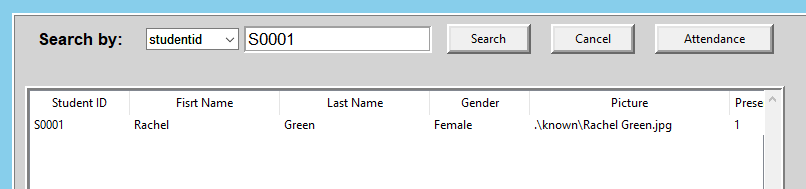 Search by: studentid S0001 Search Cancel Attendance
Student ID Fisrt Name Last Name Gender Picture Prese
S0001 Rachel Green Female .\known\Rachel Green.jpg 1